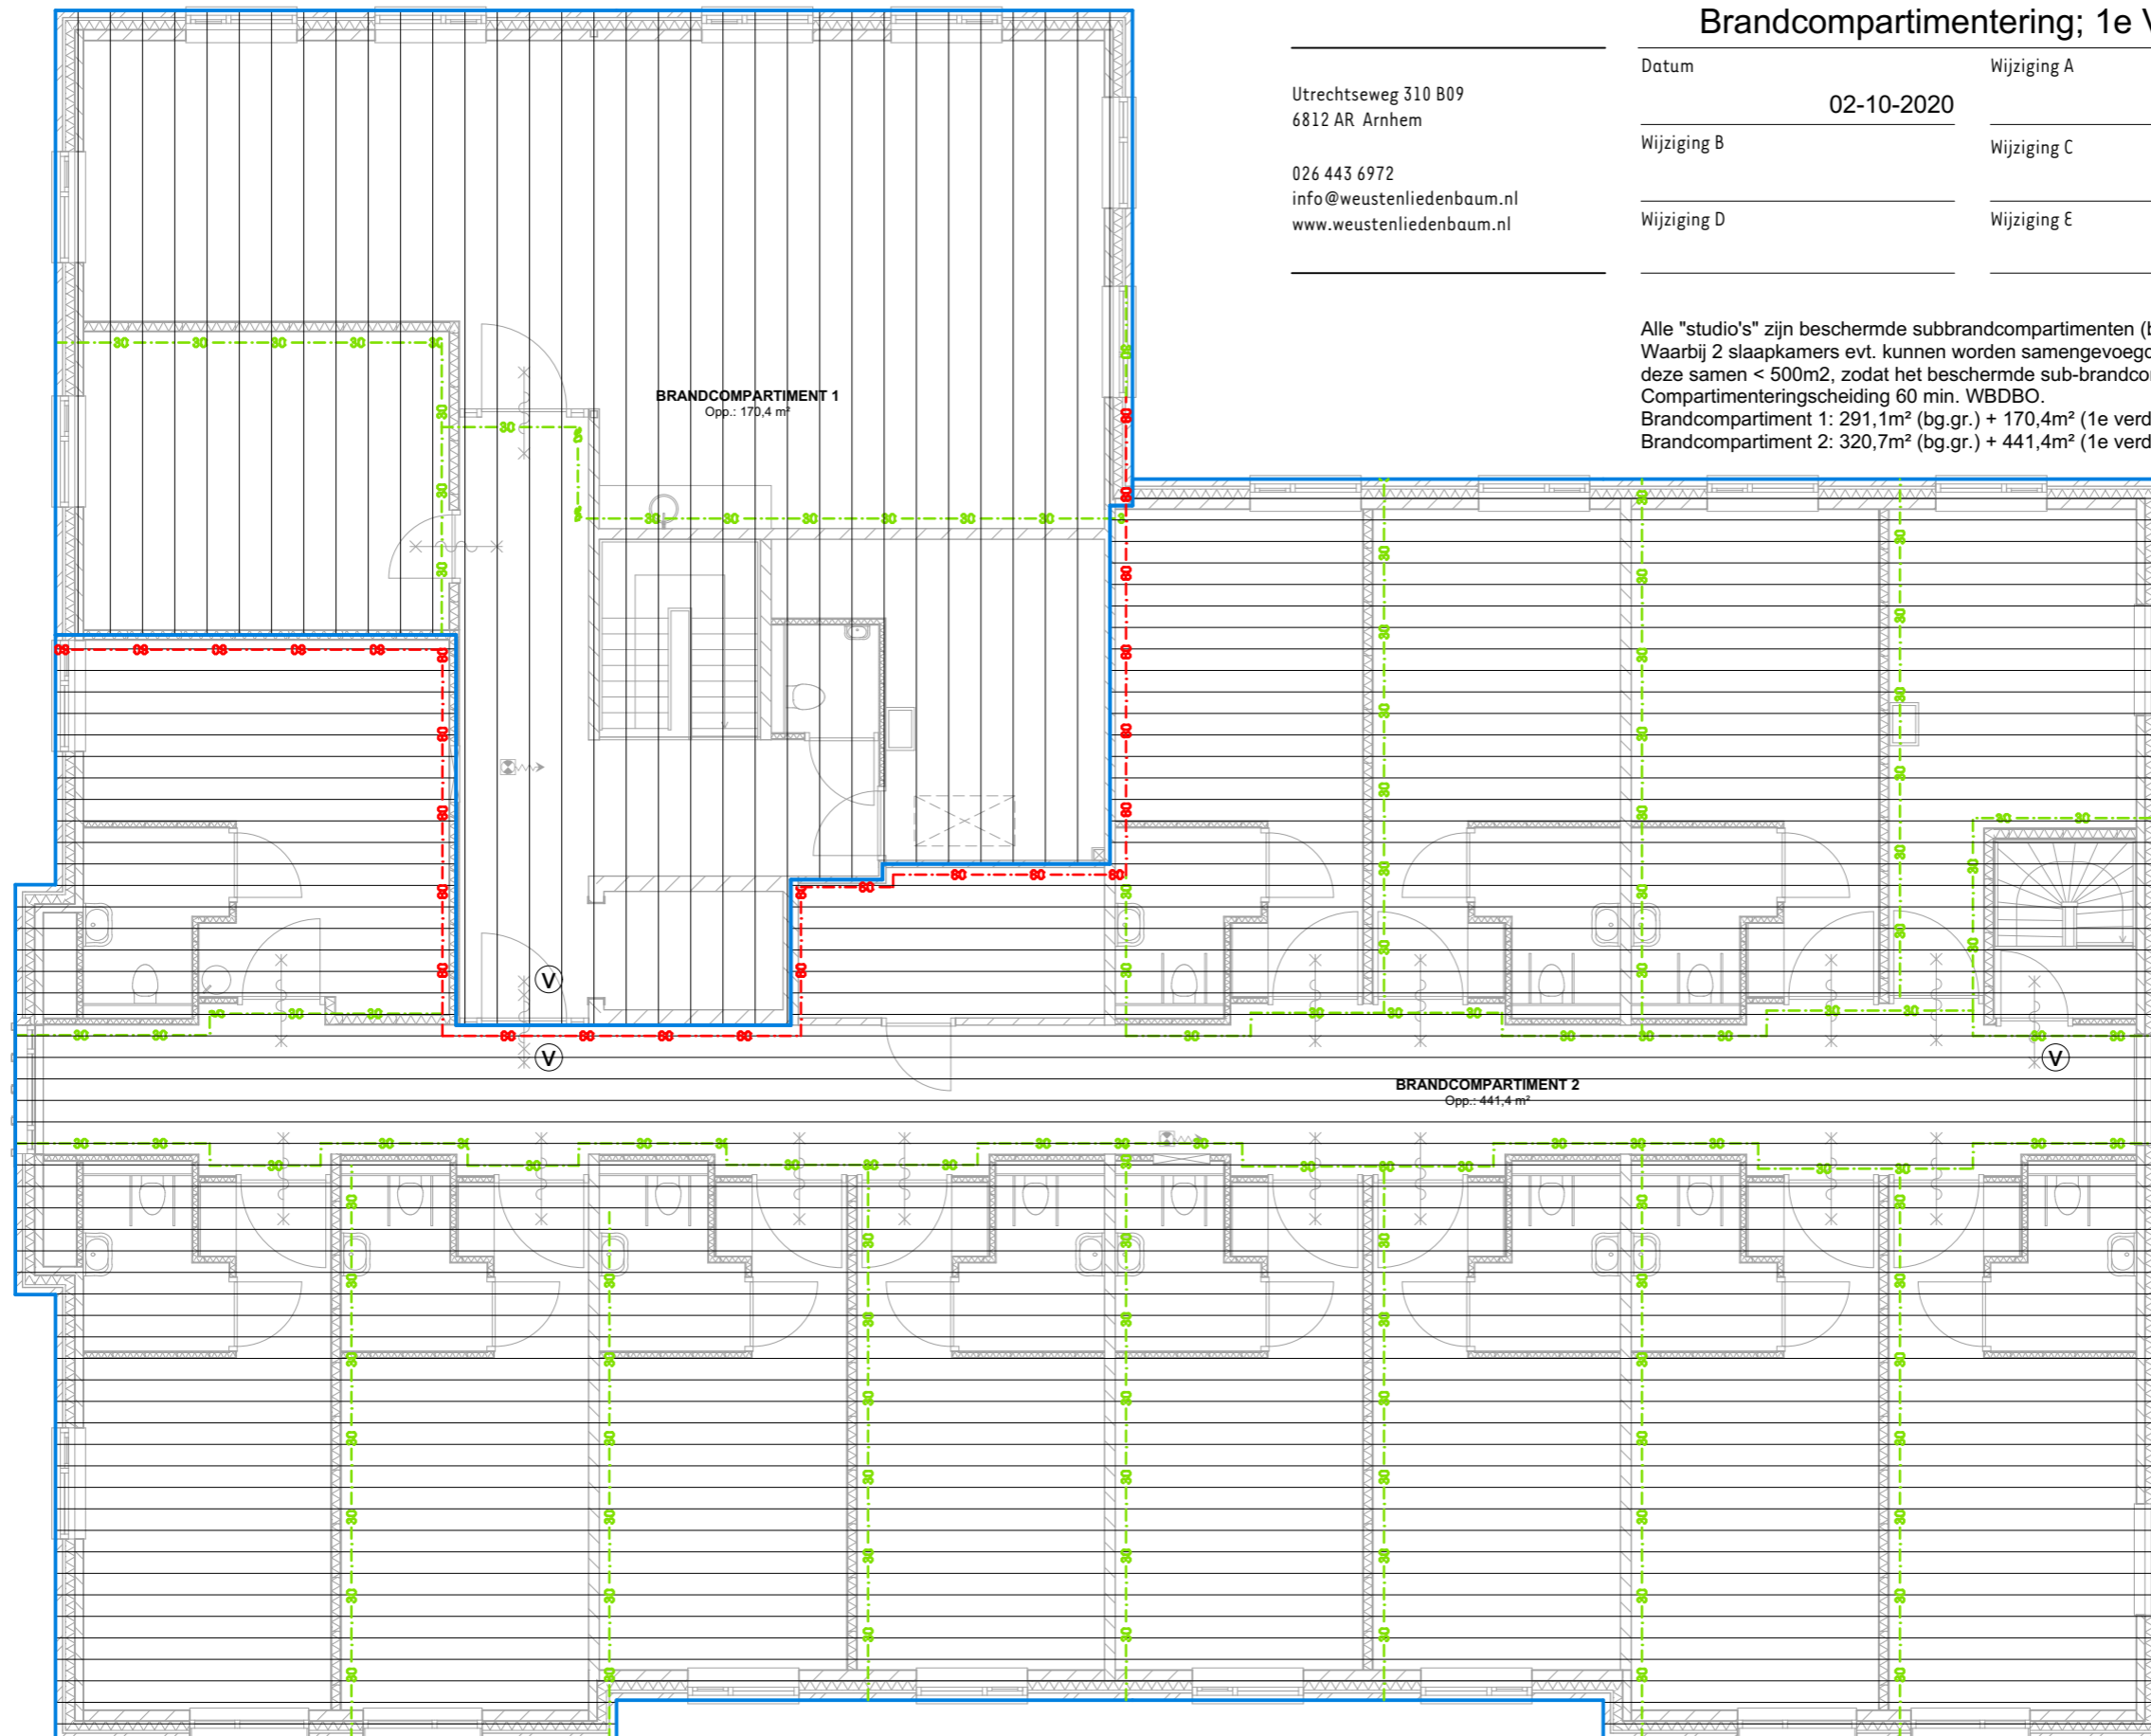 Brandcompartimentering; 1e V
Utrechtseweg 310 B09
6812 AR Arnhem
026 443 6972
info@weustenliedenbaum.nl
www.weustenliedenbaum.nl
Datum
02-10-2020
Wijziging A
Wijziging B
Wijziging C
Wijziging D
Wijziging E
Alle "studio's" zijn beschermde subbrandcompartimenten (b
Waarbij 2 slaapkamers evt. kunnen worden samengevoegd
deze samen < 500m2, zodat het beschermde sub-brandcom
Compartimenteringscheiding 60 min. WBDBO.
Brandcompartiment 1: 291,1m² (bg.gr.) + 170,4m² (1e verd
Brandcompartiment 2: 320,7m² (bg.gr.) + 441,4m² (1e verd
BRANDCOMPARTIMENT 1
Opp.: 170,4 m²
V
V
V
BRANDCOMPARTIMENT 2
Opp.: 441,4 m²